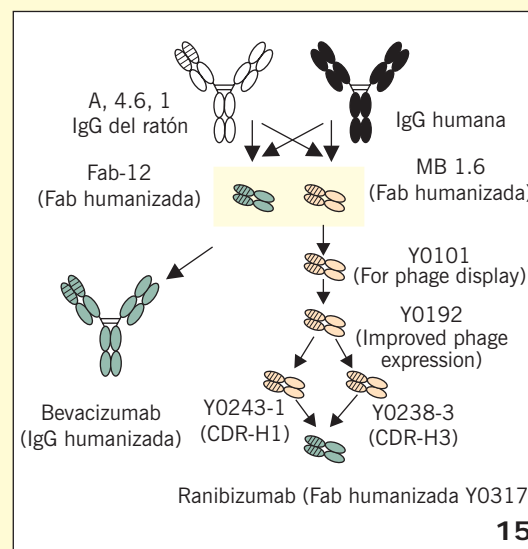 A, 4.6, 1
IgG del ratón
IgG humana
Fab-12
(Fab humanizada)
MB 1.6
(Fab humanizada)
Y0101
(For phage display)
Y0192
(Improved phage
expression)
Bevacizumab
(IgG humanizada)
Y0243-1
(CDR-H1)
Y0238-3
(CDR-H3)
Ranibizumab (Fab humanizada Y0317
15